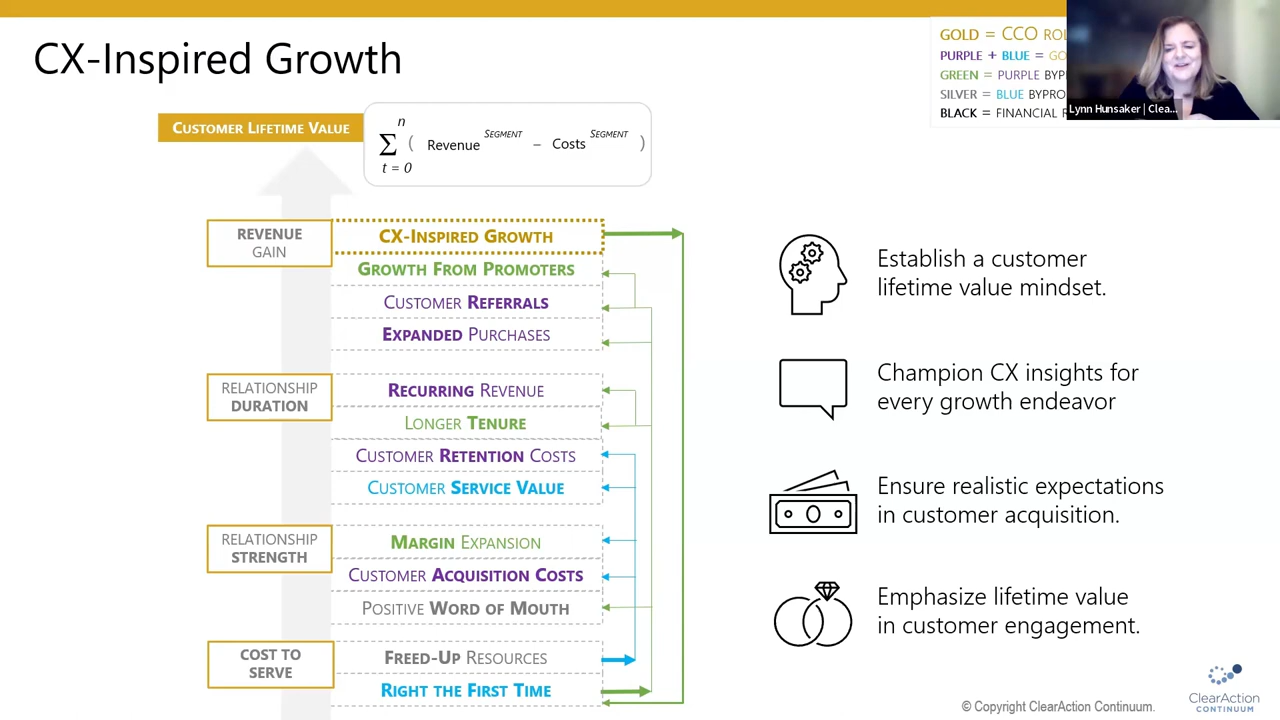 CX-Inspired Growth
GOLD = CCO
PURPLE + BLUE =
GREEN = PURPLE
SILVER = BLUE
BLACK = FINANCIAL
Lynn Hunsaker | Clea...
CUSTOMER LIFETIME VALUE
n
Σ ( Revenue SEGMENT – Costs SEGMENT )
t = 0
REVENUE
GAIN
CX-INSPIRED GROWTH
GROWTH FROM PROMOTERS
CUSTOMER REFERRALS
EXPANDED PURCHASES
RELATIONSHIP
DURATION
RECURRING REVENUE
LONGER TENURE
CUSTOMER RETENTION COSTS
CUSTOMER SERVICE VALUE
RELATIONSHIP
STRENGTH
MARGIN EXPANSION
CUSTOMER ACQUISITION COSTS
POSITIVE WORD OF MOUTH
COST TO
SERVE
FREED-UP RESOURCES
RIGHT THE FIRST TIME
Establish a customer
lifetime value mindset.
Champion CX insights for
every growth endeavor
Ensure realistic expectations
in customer acquisition.
Emphasize lifetime value
in customer engagement.
© Copyright ClearAction Continuum.
ClearAction
CONTINUUM